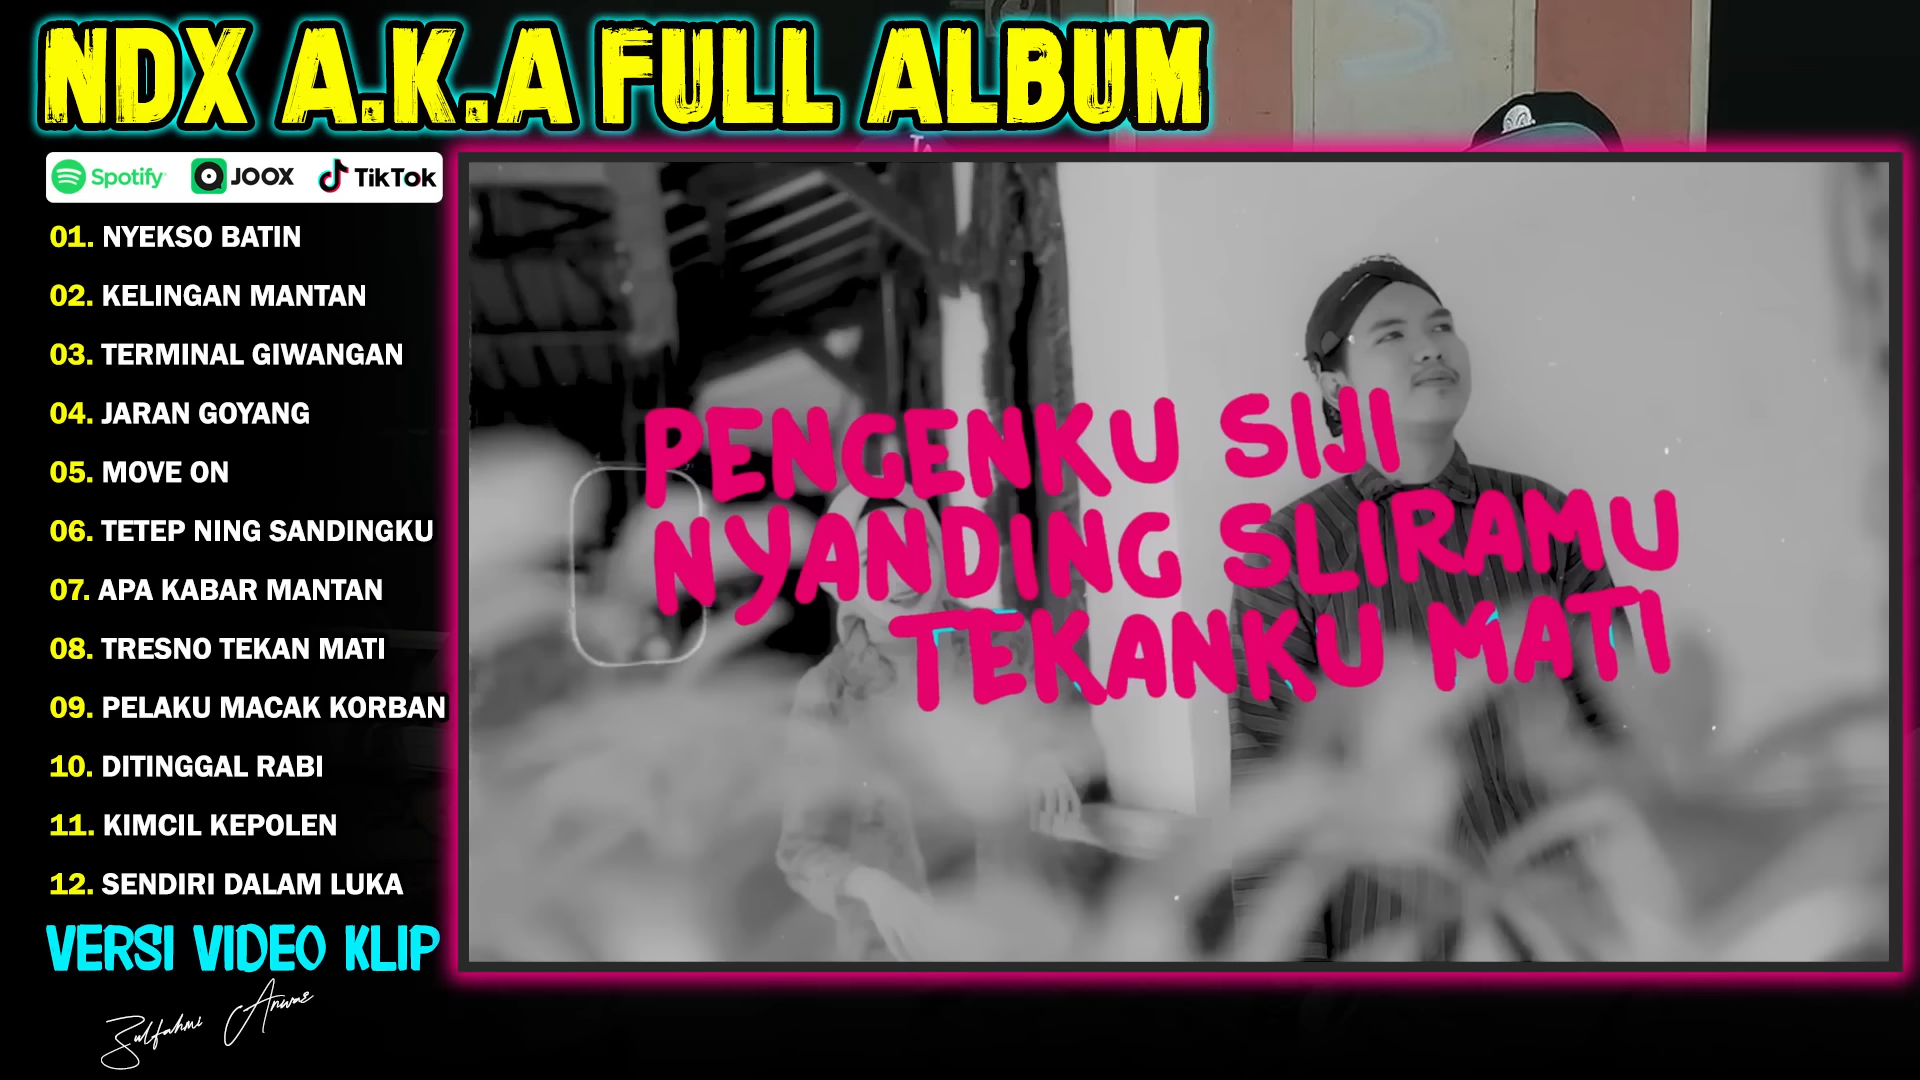 NDX A.K.A FULL ALBUM
Spotify JOOX TikTok
01. NYEKSO BATIN
02. KELINGAN MANTAN
03. TERMINAL GIWANGAN
04. JARAN GOYANG
05. MOVE ON
06. TETEP NING SANDINGKU
07. APA KABAR MANTAN
08. TRESNO TEKAN MATI
09. PELAKU MACAK KORBAN
10. DITINGGAL RABI
11. KIMCIL KEPOLEN
12. SENDIRI DALAM LUKA
VERSI VIDEO KLIP
Zulfahmi Anwar
PENGENKU SIJI
NYANDING SLIRAMU
TEKANKU MATI